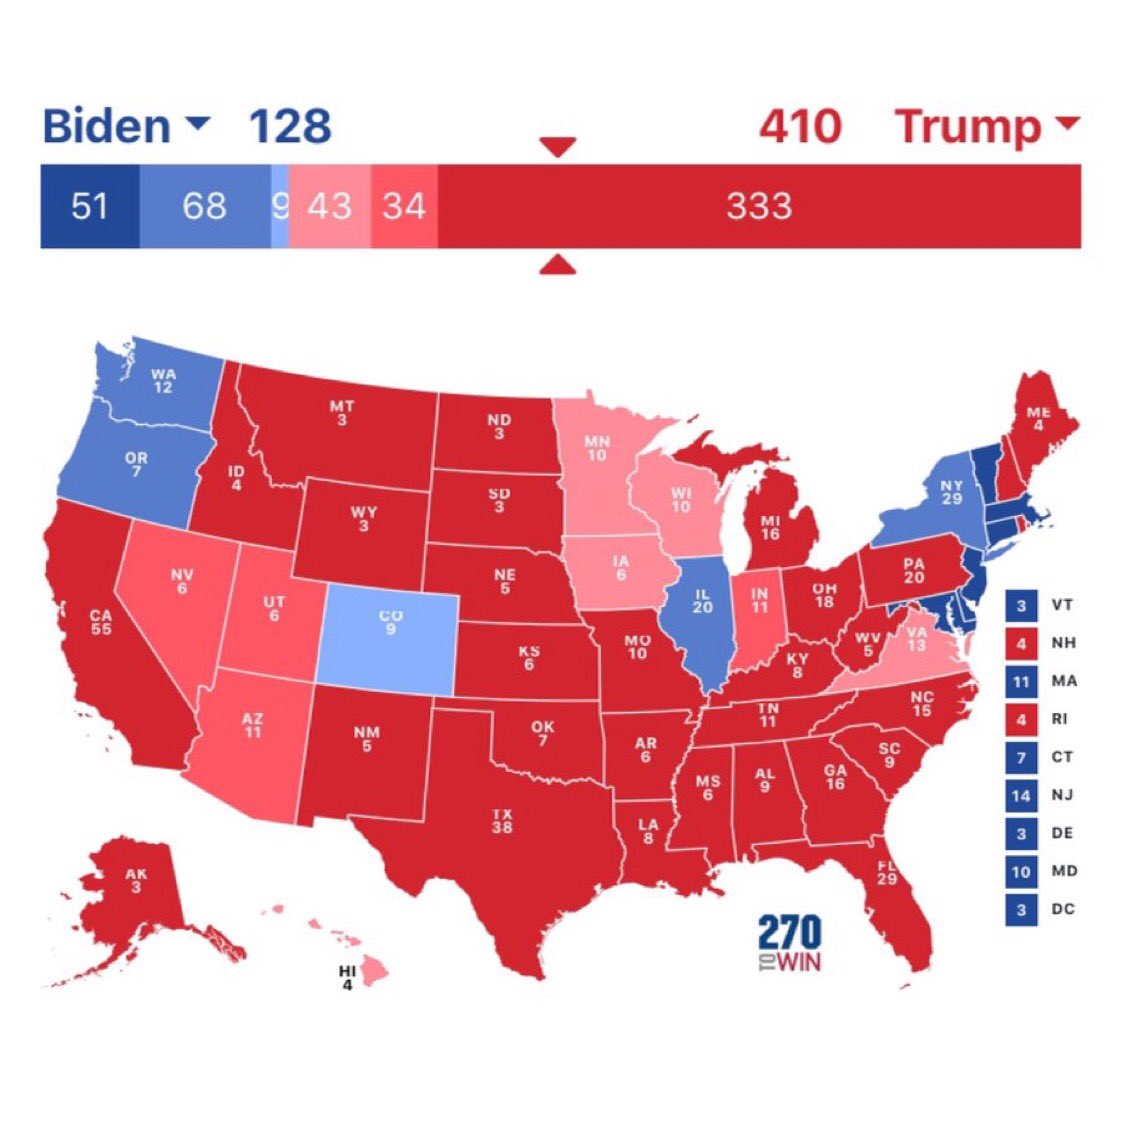 Biden 128 410 Trump
51 68 9 43 34 333
WA
12
OR
7
ID
4
MT
3
ND
3
MN
10
ME
4
SD
3
WY
3
WI
10
MI
16
NY
29
NV
6
UT
6
CO
9
NE
5
IA
6
IL
20
IN
11
OH
18
PA
20
CA
55
KS
6
MO
10
KY
8
WV
5
VA
13
AZ
11
NM
5
OK
7
AR
6
TN
11
NC
15
SC
9
TX
38
LA
8
MS
6
AL
9
GA
16
FL
29
AK
3
HI
4
3 VT
4 NH
11 MA
4 RI
7 CT
14 NJ
3 DE
10 MD
3 DC
270
TO WIN